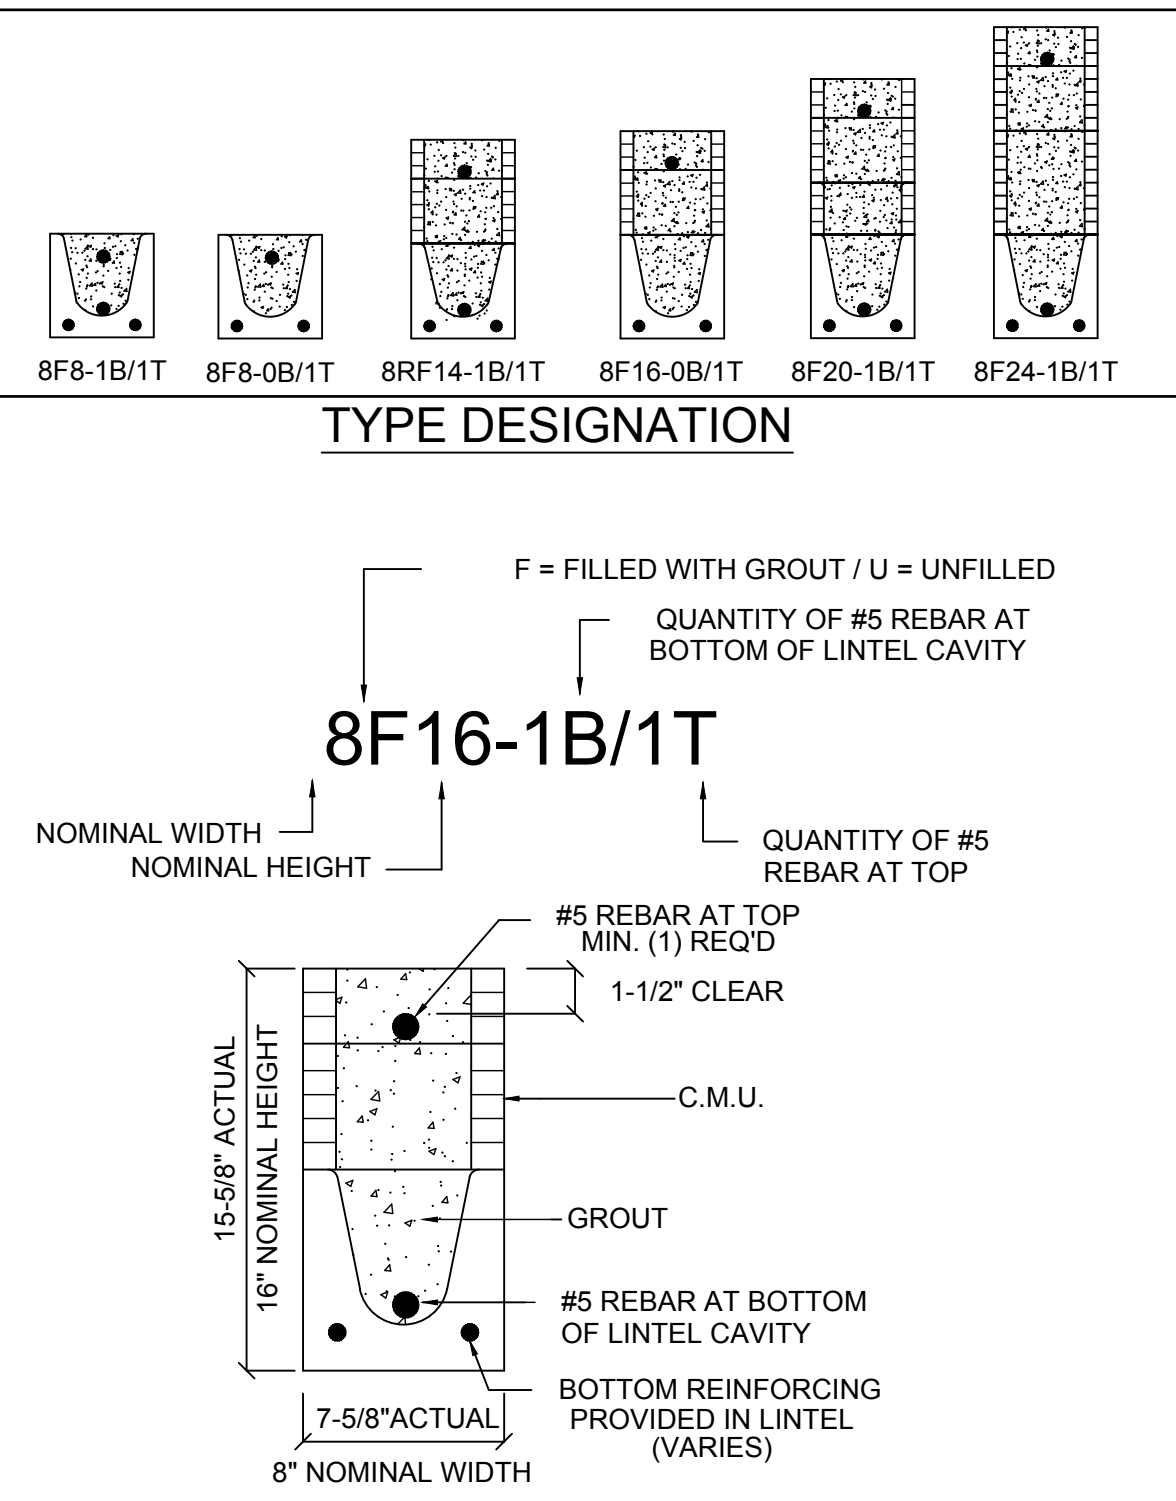 8F8-1B/1T
8F8-0B/1T
8RF14-1B/1T
8F16-0B/1T
8F20-1B/1T
8F24-1B/1T
TYPE DESIGNATION
F = FILLED WITH GROUT / U = UNFILLED
QUANTITY OF #5 REBAR AT
BOTTOM OF LINTEL CAVITY
8F16-1B/1T
NOMINAL WIDTH
NOMINAL HEIGHT
QUANTITY OF #5
REBAR AT TOP
#5 REBAR AT TOP
MIN. (1) REQ'D
1-1/2" CLEAR
15-5/8" ACTUAL
16" NOMINAL HEIGHT
C.M.U.
GROUT
#5 REBAR AT BOTTOM
OF LINTEL CAVITY
BOTTOM REINFORCING
PROVIDED IN LINTEL
(VARIES)
7-5/8"ACTUAL
8" NOMINAL WIDTH